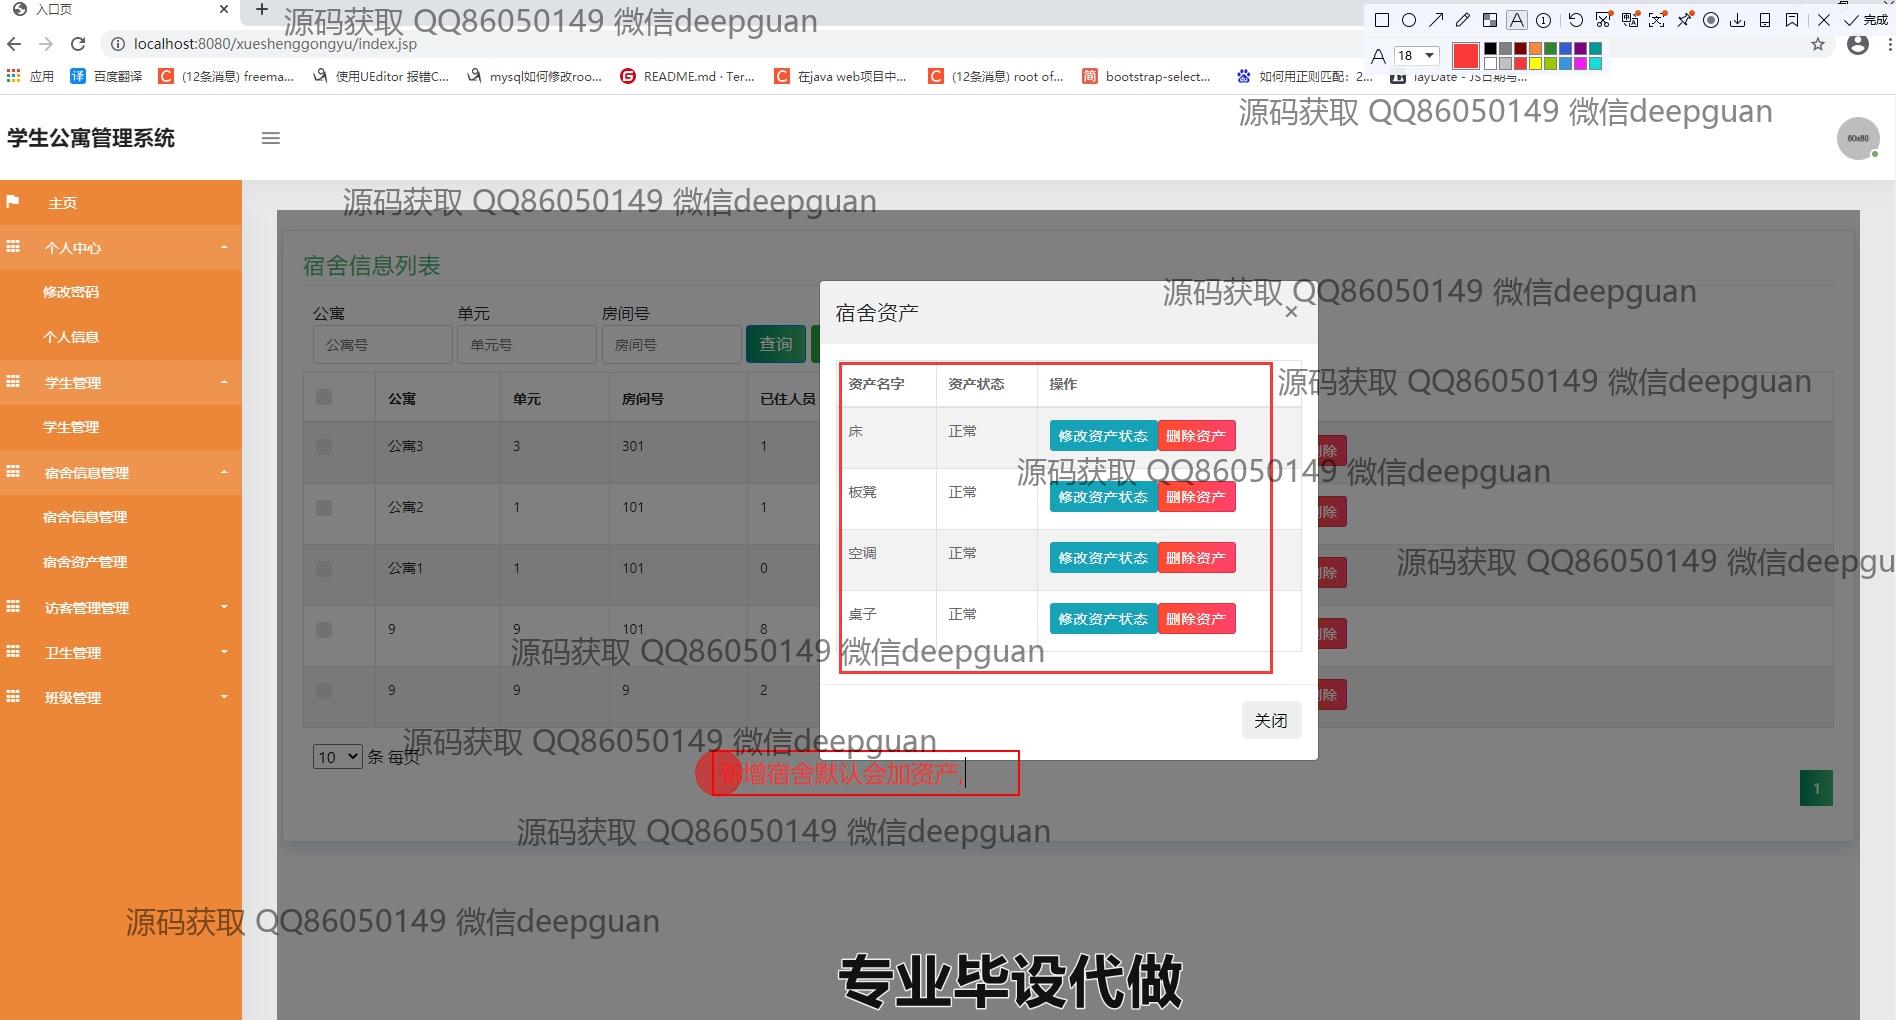 入口页
源码获取 QQ86050149 微信deepguan
18
完成
localhost:8080/xueshenggongyu/index.jsp
应用
百度翻译
(12条消息) freema...
使用UEditor 报错C...
mysql如何修改roo...
README.md · Ter...
在java web项目中...
(12条消息) root of...
bootstrap-select...
如何用正则匹配：2...
layDate - JS日期与...
源码获取 QQ86050149 微信deepguan
学生公寓管理系统
80x80
源码获取 QQ86050149 微信deepguan
主页
个人中心
修改密码
个人信息
学生管理
学生管理
宿舍信息管理
宿舍信息管理
宿舍资产管理
访客管理管理
卫生管理
班级管理
宿舍信息列表
公寓 单元 房间号
公寓号 单元号 房间号 查询
公寓 单元 房间号 已住人员
公寓3 3 301 1
公寓2 1 101 1
公寓1 1 101 0
9 9 101 8
9 9 9 2
10 条 每页
宿舍资产 ×
源码获取 QQ86050149 微信deepguan
资产名字 资产状态 操作
源码获取 QQ86050149 微信deepguan
床 正常 修改资产状态 删除资产
源码获取 QQ86050149 微信deepguan
板凳 正常 修改资产状态 删除资产
空调 正常 修改资产状态 删除资产
源码获取 QQ86050149 微信deepgu
桌子 正常 修改资产状态 删除资产
源码获取 QQ86050149 微信deepguan
关闭
除
除
除
除
除
源码获取 QQ86050149 微信deepguan
新增宿舍默认会加资产,
1
源码获取 QQ86050149 微信deepguan
源码获取 QQ86050149 微信deepguan
专业毕设代做